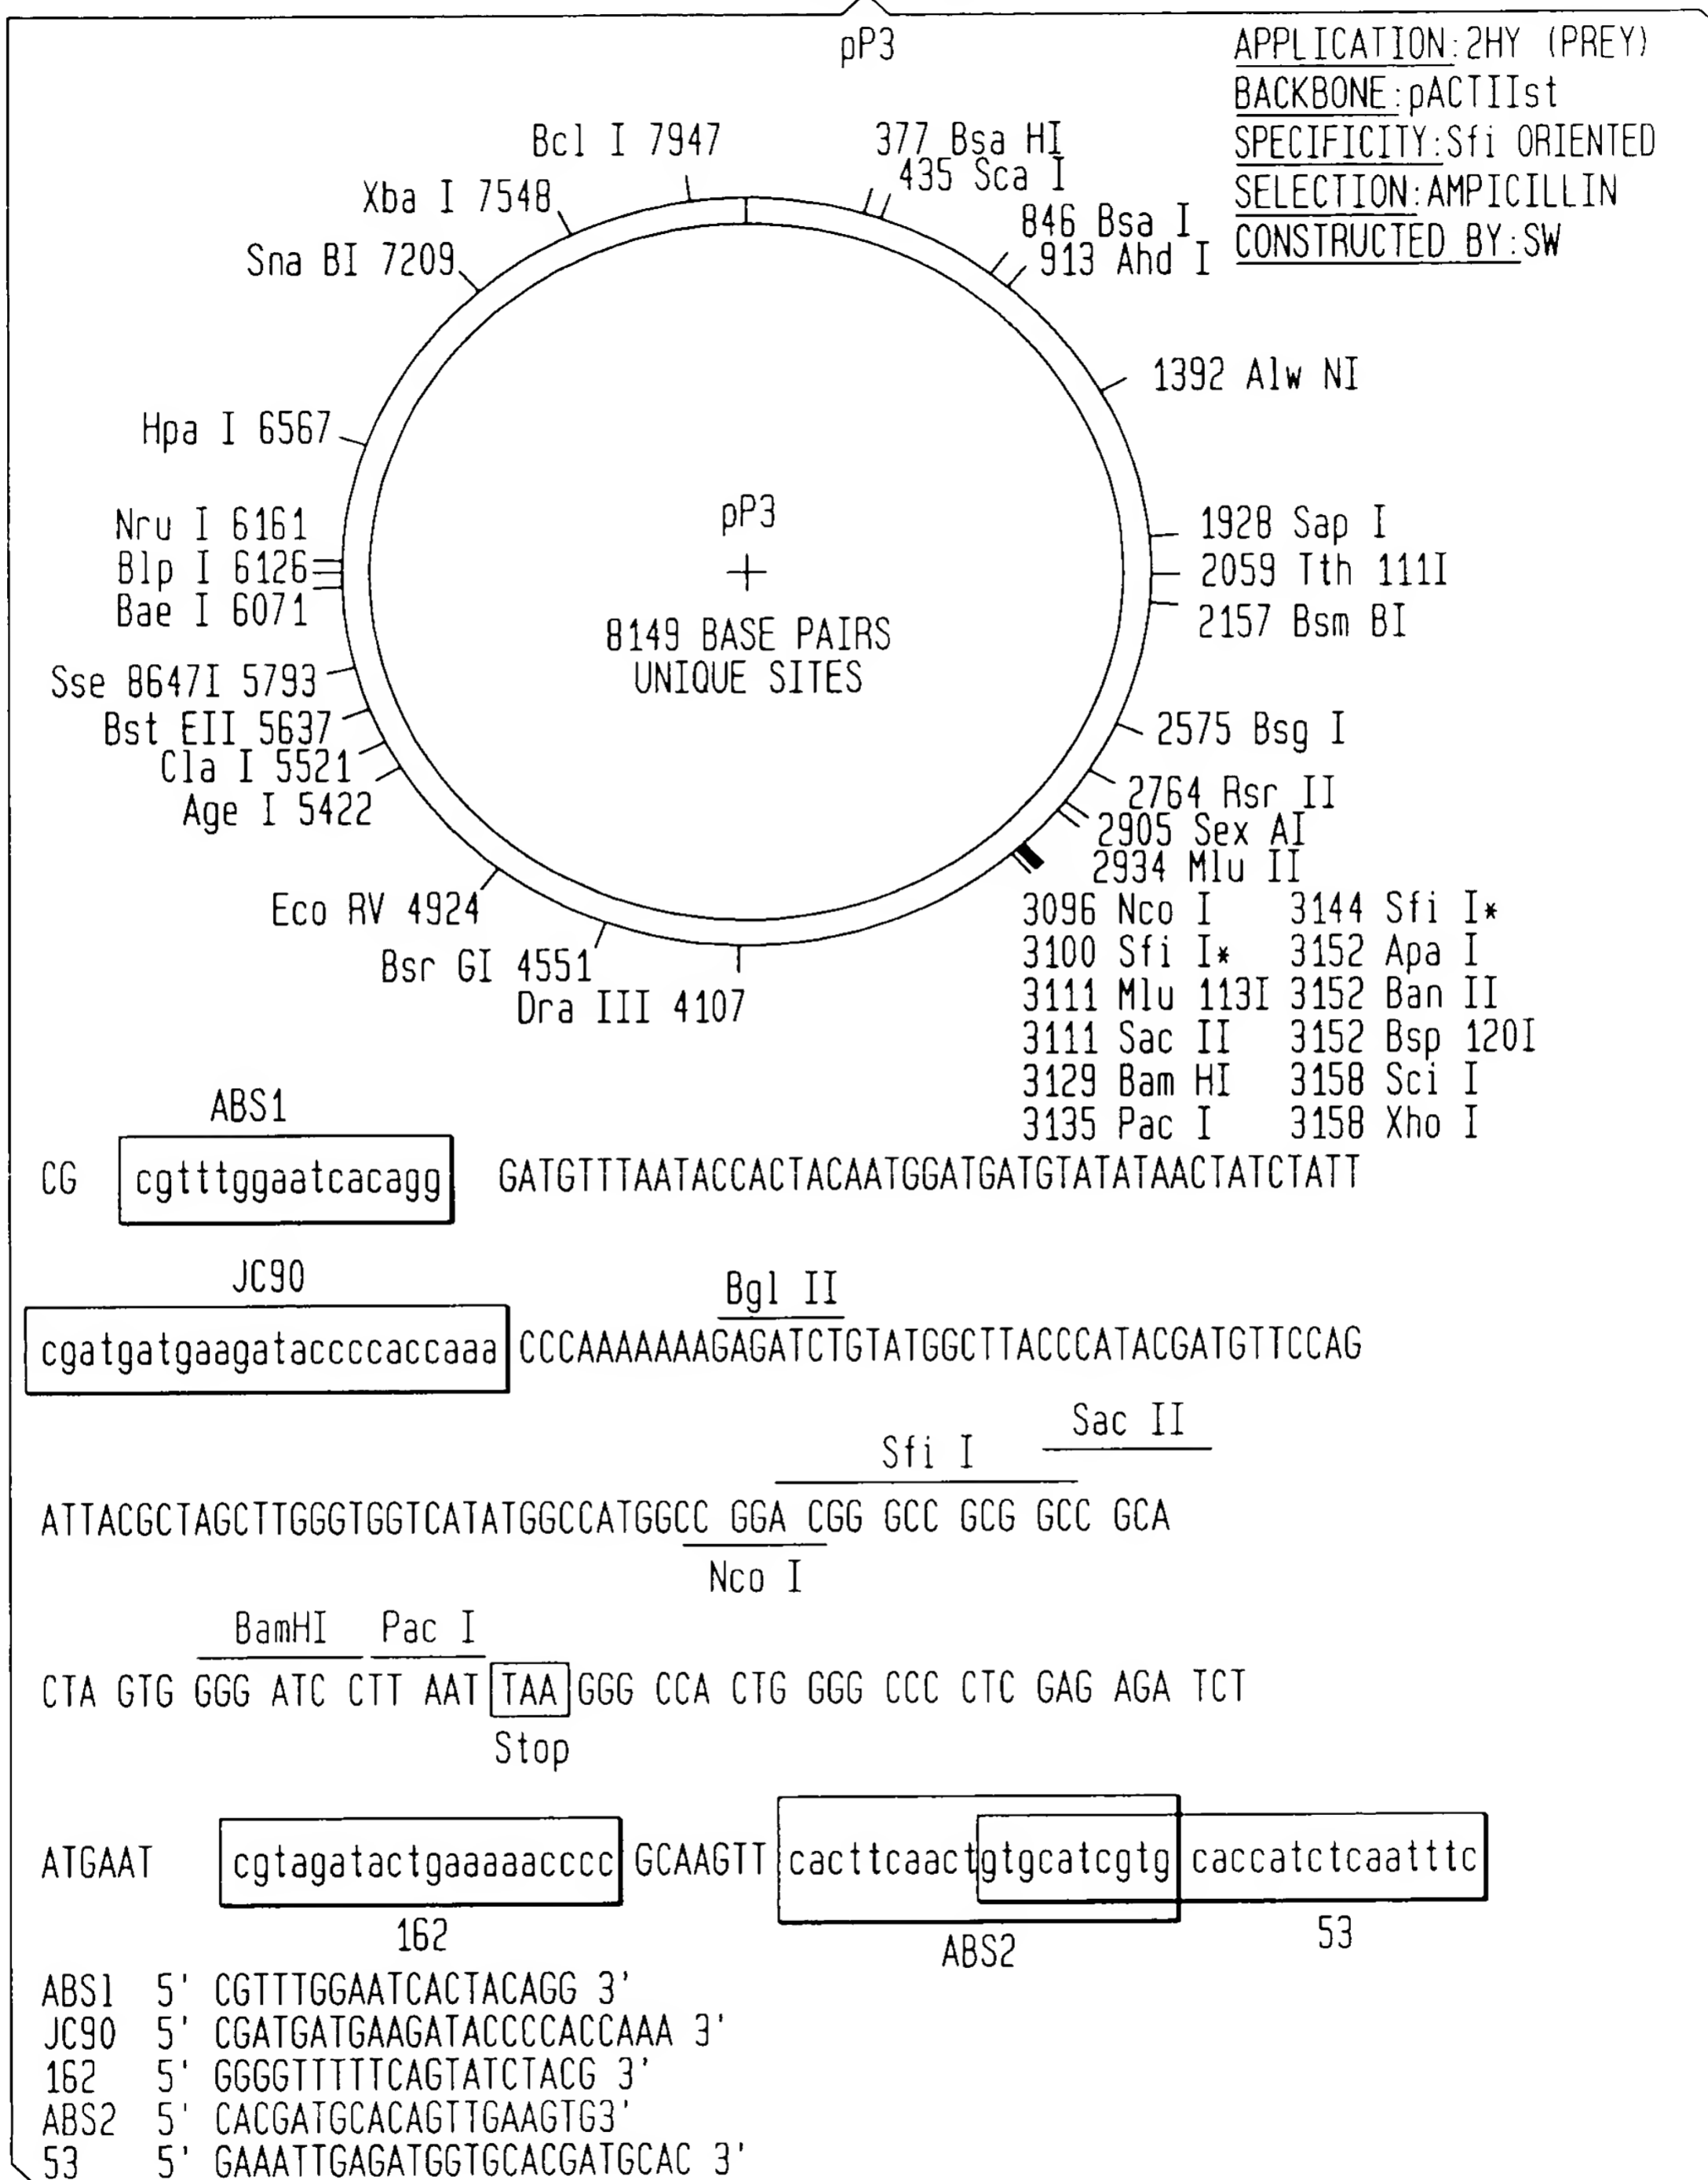 pP3
APPLICATION:2HY (PREY)
BACKBONE:pACTIIst
SPECIFICITY:Sfi ORIENTED
SELECTION:AMPICILLIN
CONSTRUCTED BY:SW
Bcl I 7947
Xba I 7548
Sna BI 7209
Hpa I 6567
Nru I 6161
Blp I 6126
Bae I 6071
Sse 8647I 5793
Bst EII 5637
Cla I 5521
Age I 5422
Eco RV 4924
Bsr GI 4551
Dra III 4107
377 Bsa HI
435 Sca I
846 Bsa I
913 Ahd I
1392 Alw NI
1928 Sap I
2059 Tth 111I
2157 Bsm BI
2575 Bsg I
2764 Rsr II
2905 Sex AI
2934 Mlu II
3096 Nco I 3144 Sfi I*
3100 Sfi I* 3152 Apa I
3111 Mlu 113I 3152 Ban II
3111 Sac II 3152 Bsp 120I
3129 Bam HI 3158 Sci I
3135 Pac I 3158 Xho I
pP3
8149 BASE PAIRS
UNIQUE SITES
ABS1
CG cgtttggaatcacagg GATGTTTAATACCACTACAATGGATGATGTATATAACTATCTATT
JC90
Bgl II
cgatgatgaagataccccaccaaa CCCAAAAAAAGAGATCTGTATGGCTTACCCATACGATGTTCCAG
Sac II
Sfi I
ATTACGCTAGCTTGGGTGGTCATATGGCCATGGCC GGA CGG GCC GCG GCC GCA
Nco I
BamHI Pac I
CTA GTG GGG ATC CTT AAT TAA GGG CCA CTG GGG CCC CTC GAG AGA TCT
Stop
ATGAAT cgtagatactgaaaaacccc GCAAGTT cacttcaactgtgcatcgtg caccatctcaatttc
162
ABS2
53
ABS1 5' CGTTTGGAATCACTACAGG 3'
JC90 5' CGATGATGAAGATACCCCACCAAA 3'
162 5' GGGGTTTTTCAGTATCTACG 3'
ABS2 5' CACGATGCACAGTTGAAGTG3'
53 5' GAAATTGAGATGGTGCACGATGCAC 3'